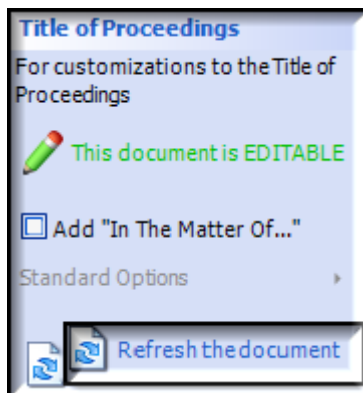 Title of Proceedings
For customizations to the Title of
Proceedings
This document is EDITABLE
Add "In The Matter Of..."
Standard Options
Refresh the document